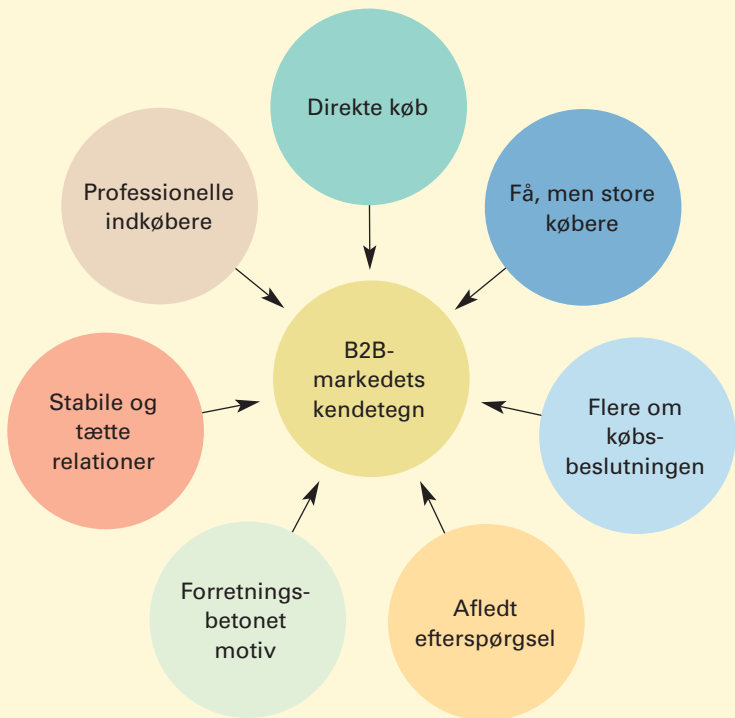 Direkte køb
Professionelle
indkøbere
Få, men store
købere
B2B-
markedets
kendetegn
Stabile og
tætte
relationer
Flere om
købs-
beslutningen
Forretnings-
betonet
motiv
Afledt
efterspørgsel